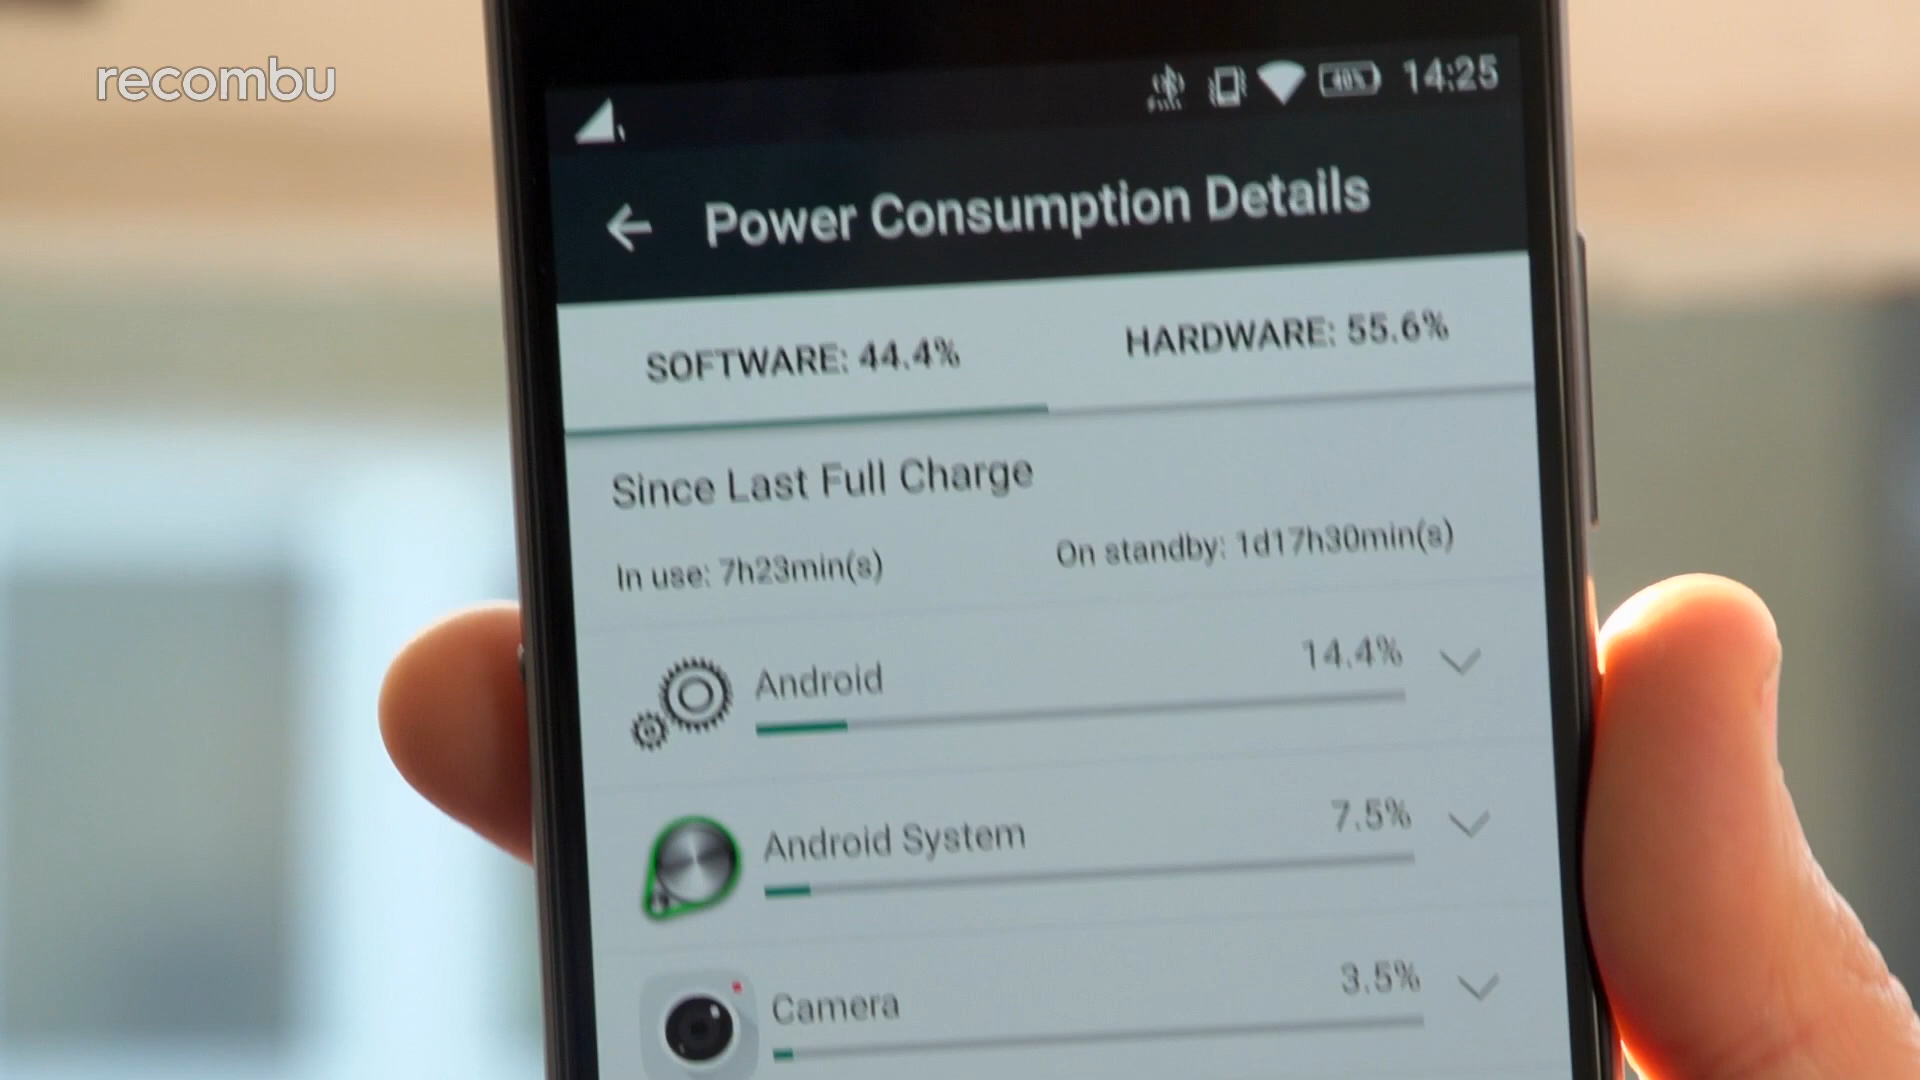 recombu
48% 14:25
Power Consumption Details
SOFTWARE: 44.4% HARDWARE: 55.6%
Since Last Full Charge
In use: 7h23min(s) On standby: 1d17h30min(s)
Android 14.4%
Android System 7.5%
Camera 3.5%